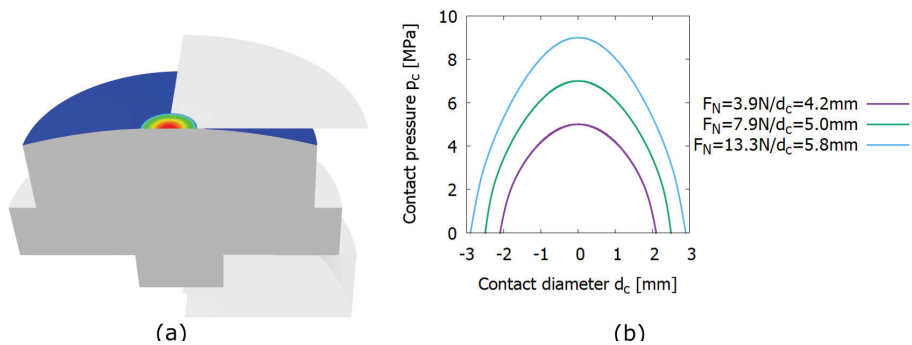 10
8
6
4
2
0
-3 -2 -1 0 1 2 3
Contact pressure p_c [MPa]
Contact diameter d_c [mm]
F_N=3.9N/d_c=4.2mm
F_N=7.9N/d_c=5.0mm
F_N=13.3N/d_c=5.8mm
(a)
(b)